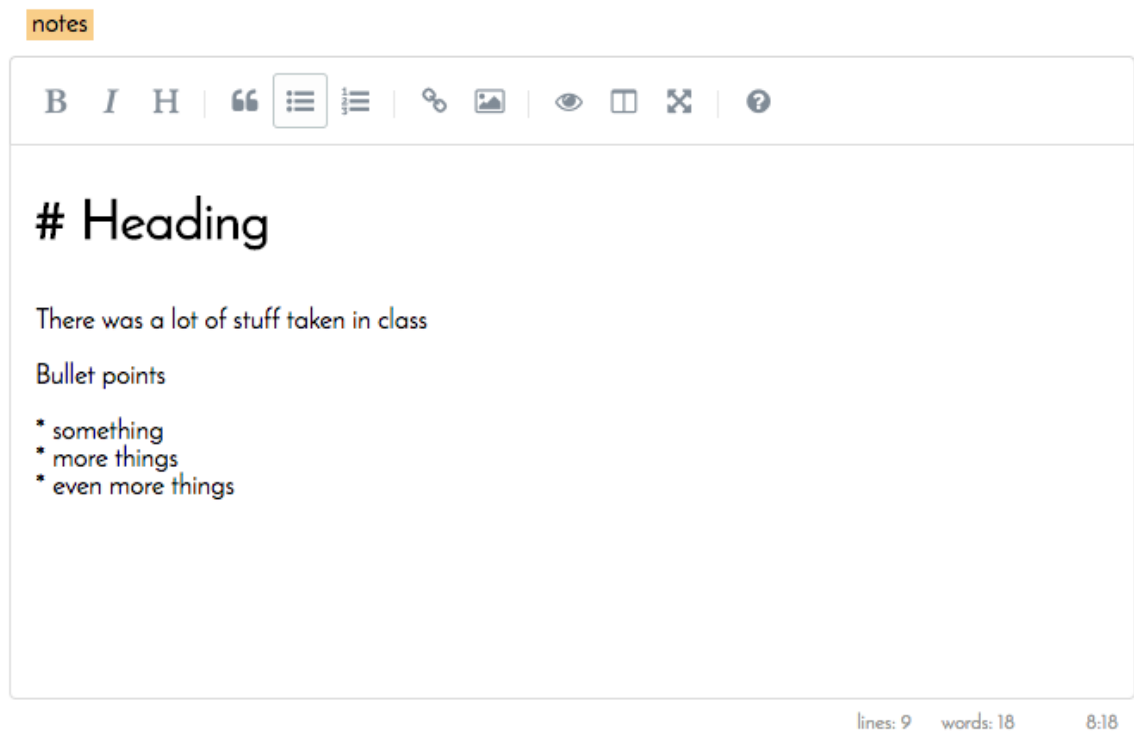 notes
B I H
# Heading
There was a lot of stuff taken in class
Bullet points
* something
* more things
* even more things
lines: 9 words: 18 8:18